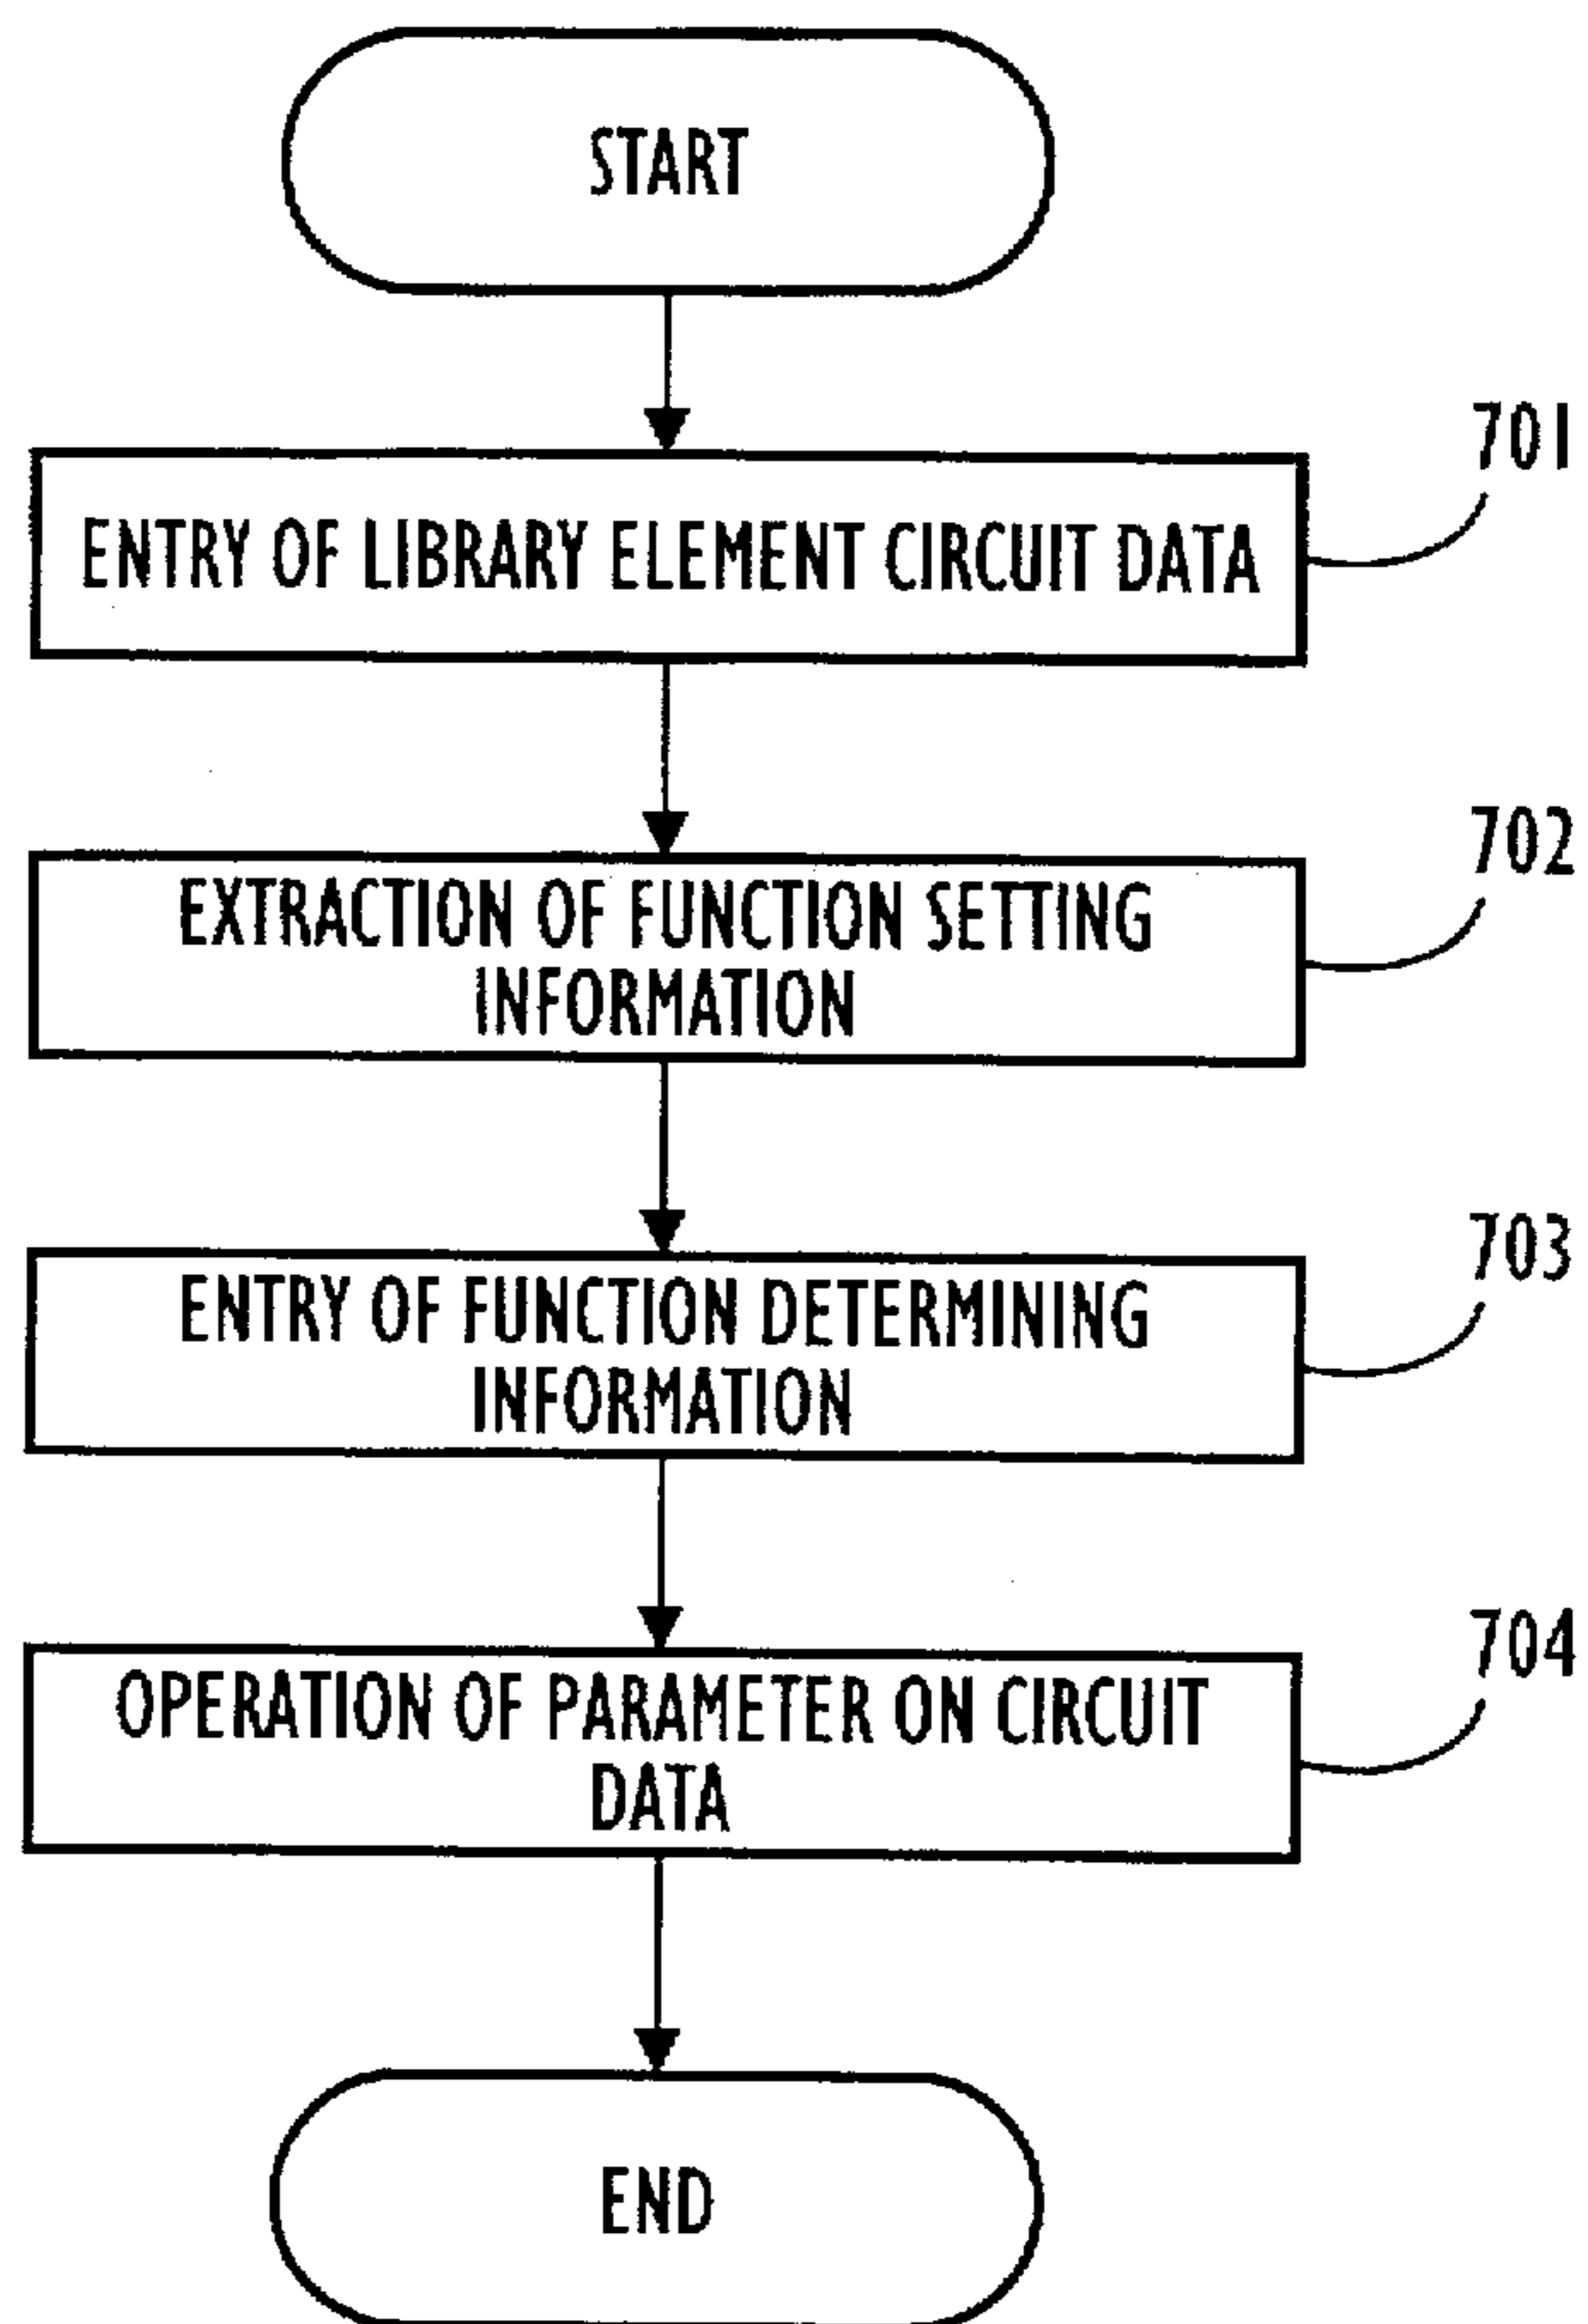 START
701
ENTRY OF LIBRARY ELEMENT CIRCUIT DATA
702
EXTRACTION OF FUNCTION SETTING
INFORMATION
703
ENTRY OF FUNCTION DETERMINING
INFORMATION
704
OPERATION OF PARAMETER ON CIRCUIT
DATA
END